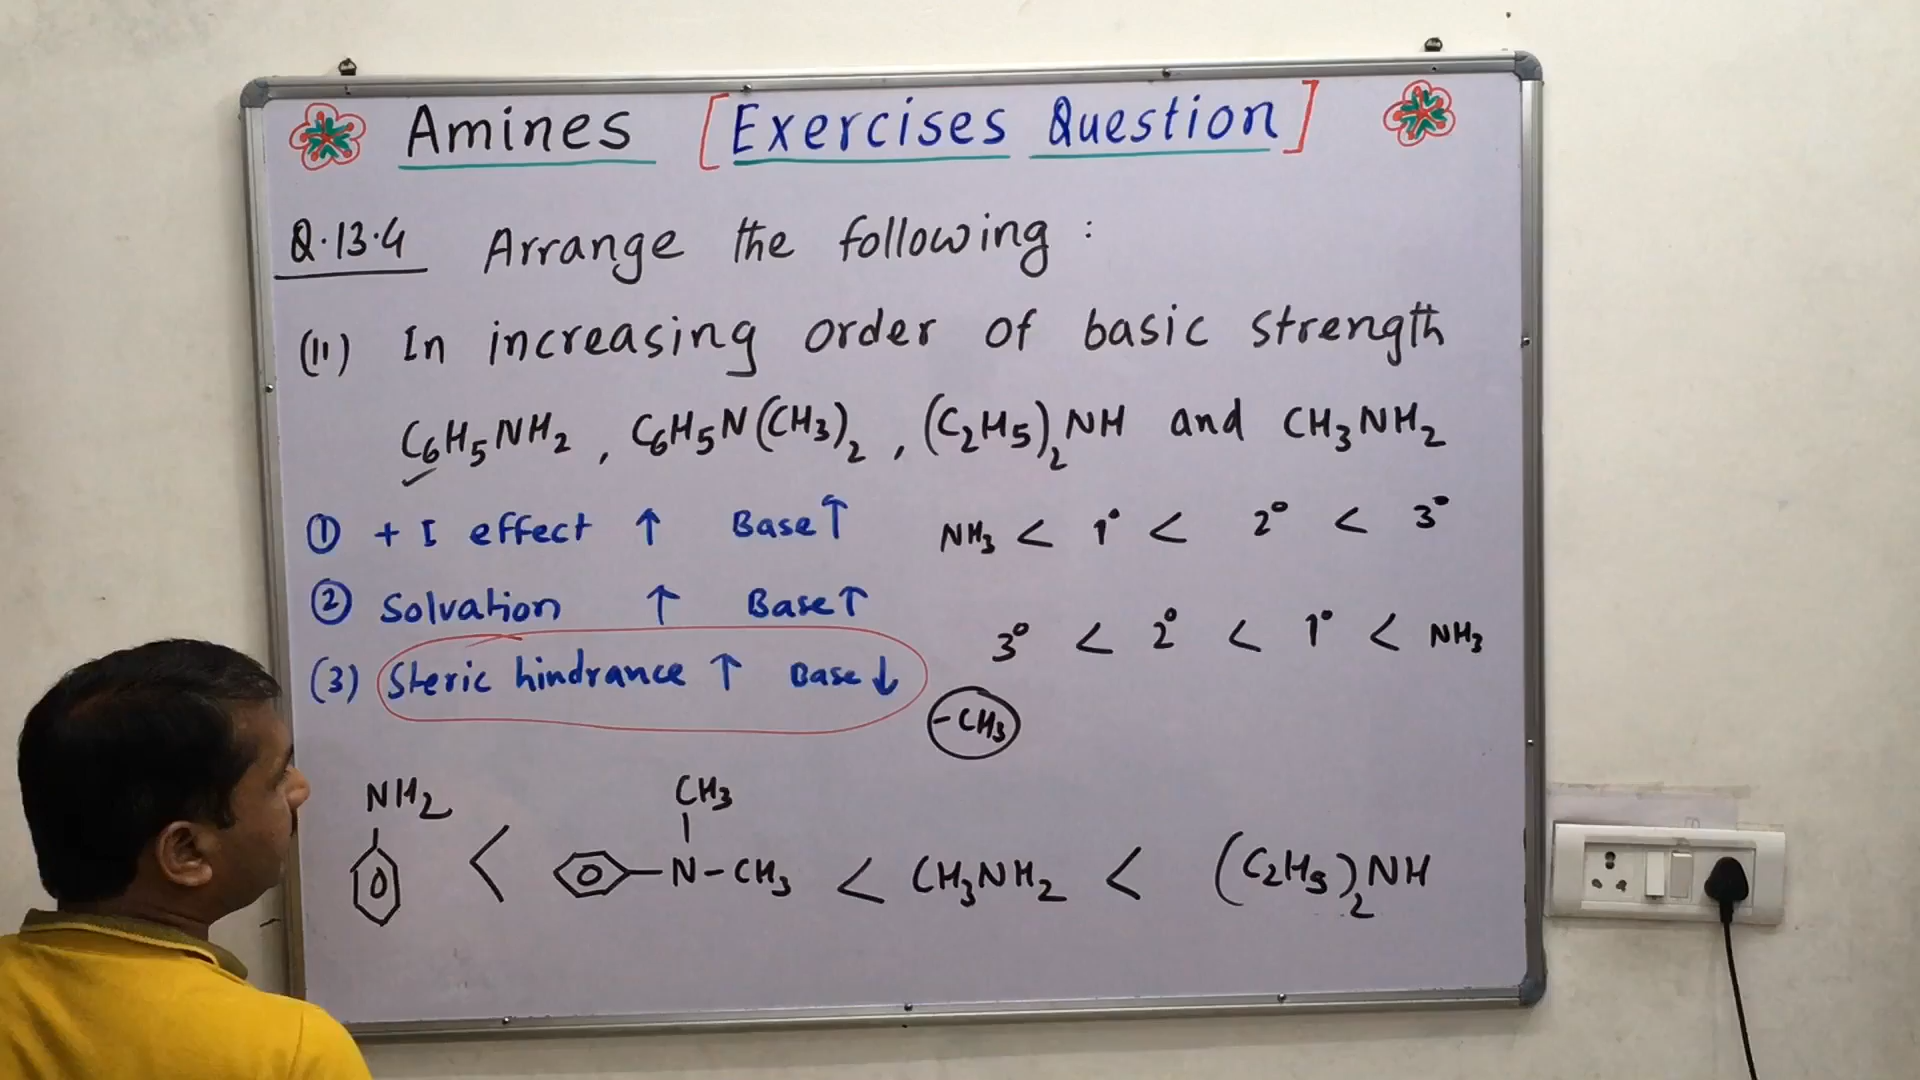 Amines [Exercises Question]
Q.13.4 Arrange the following :
(II) In increasing order of basic strength
C6H5NH2 , C6H5N(CH3)2 , (C2H5)2NH and CH3NH2
① + I effect ↑ Base↑ NH3 < 1° < 2° < 3°
② Solvation ↑ Base↑ 3° < 2° < 1° < NH3
(3) Steric hindrance ↑ Base↓
-CH3
NH2 < N-CH3 CH3 < CH3NH2 < (C2H5)2NH